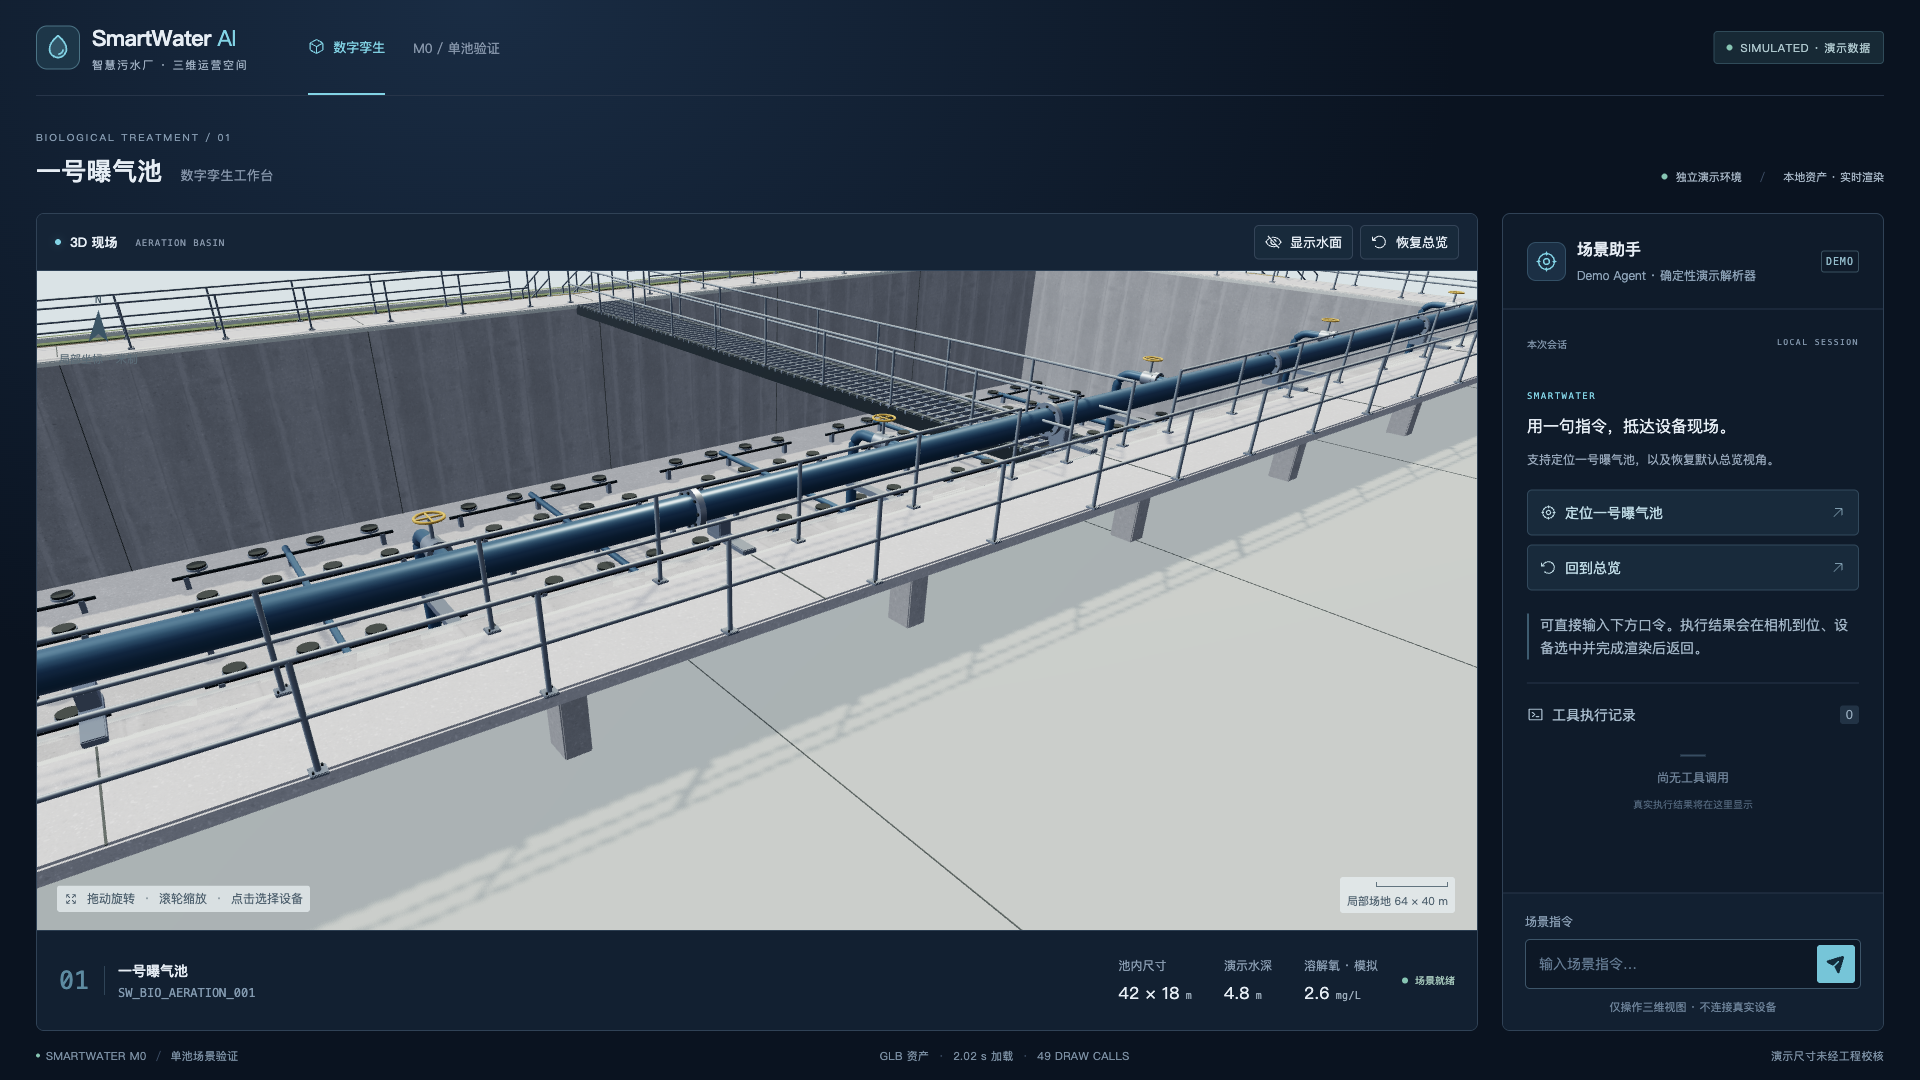 SmartWater AI
智慧污水厂 · 三维运营空间
数字孪生
M0 / 单池验证
SIMULATED · 演示数据
BIOLOGICAL TREATMENT / 01
一号曝气池
数字孪生工作台
独立演示环境 / 本地资产 · 实时渲染
3D 现场
AERATION BASIN
显示水面
恢复总览
N
拖动旋转 · 滚轮缩放 · 点击选择设备
局部场地 64 × 40 m
01
一号曝气池
SW_BIO_AERATION_001
池内尺寸
42 × 18 m
演示水深
4.8 m
溶解氧 · 模拟
2.6 mg/L
场景就绪
场景助手
Demo Agent · 确定性演示解析器
DEMO
本次会话
LOCAL SESSION
SMARTWATER
用一句指令，抵达设备现场。
支持定位一号曝气池，以及恢复默认总览视角。
定位一号曝气池
回到总览
可直接输入下方口令。执行结果会在相机到位、设
备选中并完成渲染后返回。
工具执行记录
0
尚无工具调用
真实执行结果将在这里显示
场景指令
输入场景指令...
仅操作三维视图 · 不连接真实设备
SMARTWATER M0 / 单池场景验证
GLB 资产 · 2.02 s 加载 · 49 DRAW CALLS
演示尺寸未经工程校核